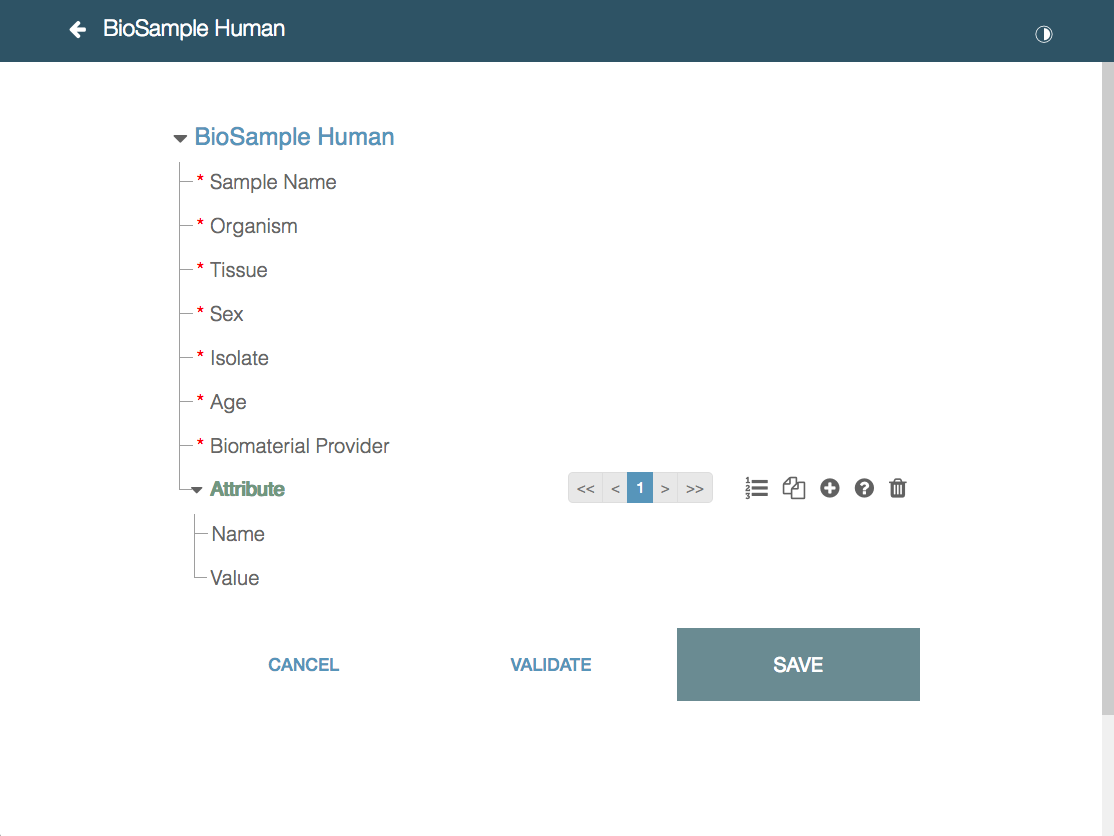 BioSample Human
BioSample Human
* Sample Name
* Organism
* Tissue
* Sex
* Isolate
* Age
* Biomaterial Provider
Attribute << < 1 > >>
Name
Value
CANCEL VALIDATE SAVE